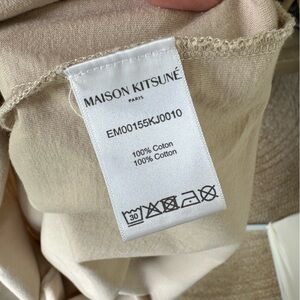 MAISON KITSUNÉ
PARIS
EM00155KJ0010
100% Coton
100% Cotton
30